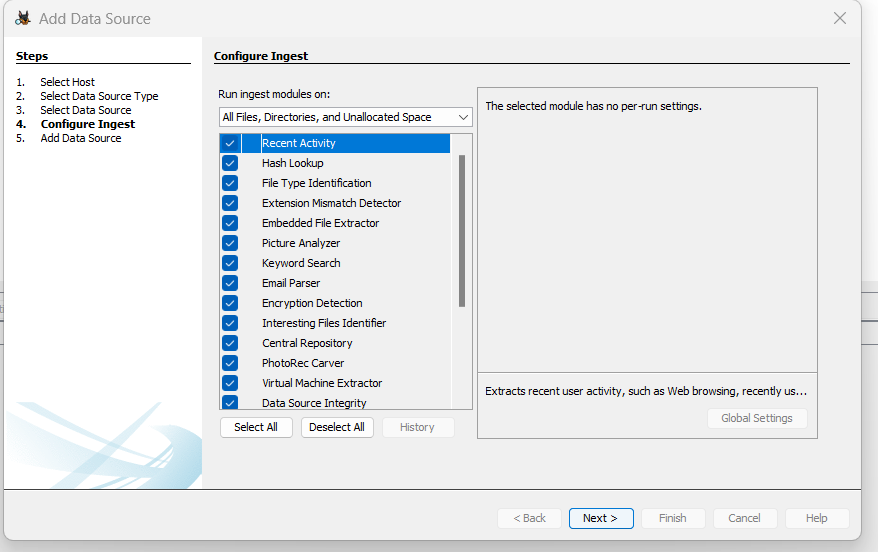 Add Data Source
Steps
1. Select Host
2. Select Data Source Type
3. Select Data Source
4. Configure Ingest
5. Add Data Source
Configure Ingest
Run ingest modules on:
All Files, Directories, and Unallocated Space
Recent Activity
Hash Lookup
File Type Identification
Extension Mismatch Detector
Embedded File Extractor
Picture Analyzer
Keyword Search
Email Parser
Encryption Detection
Interesting Files Identifier
Central Repository
PhotoRec Carver
Virtual Machine Extractor
Data Source Integrity
Select All
Deselect All
History
The selected module has no per-run settings.
Extracts recent user activity, such as Web browsing, recently us...
Global Settings
< Back
Next >
Finish
Cancel
Help